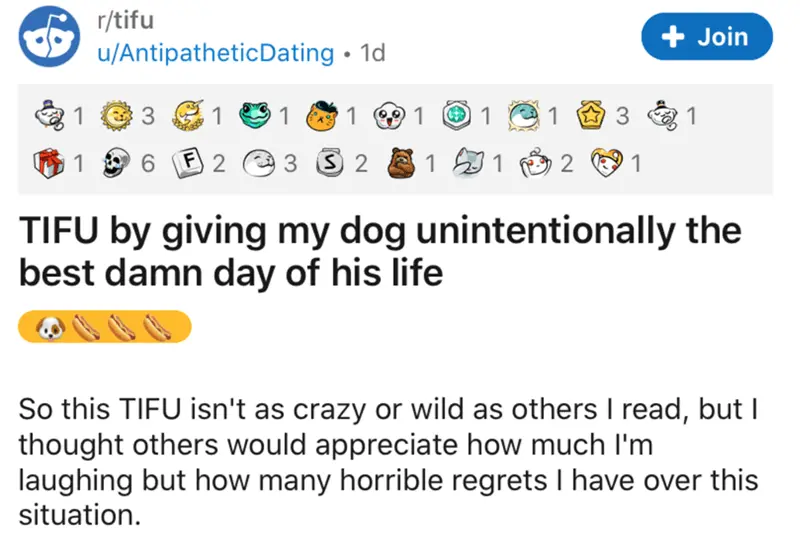 r/tifu
u/AntipatheticDating • 1d
+ Join
1 3 1 1 1 1 1 1 3 1
1 6 F 2 3 S 2 1 1 2 1
TIFU by giving my dog unintentionally the
best damn day of his life
🐶🌭🌭🌭
So this TIFU isn't as crazy or wild as others I read, but I
thought others would appreciate how much I'm
laughing but how many horrible regrets I have over this
situation.